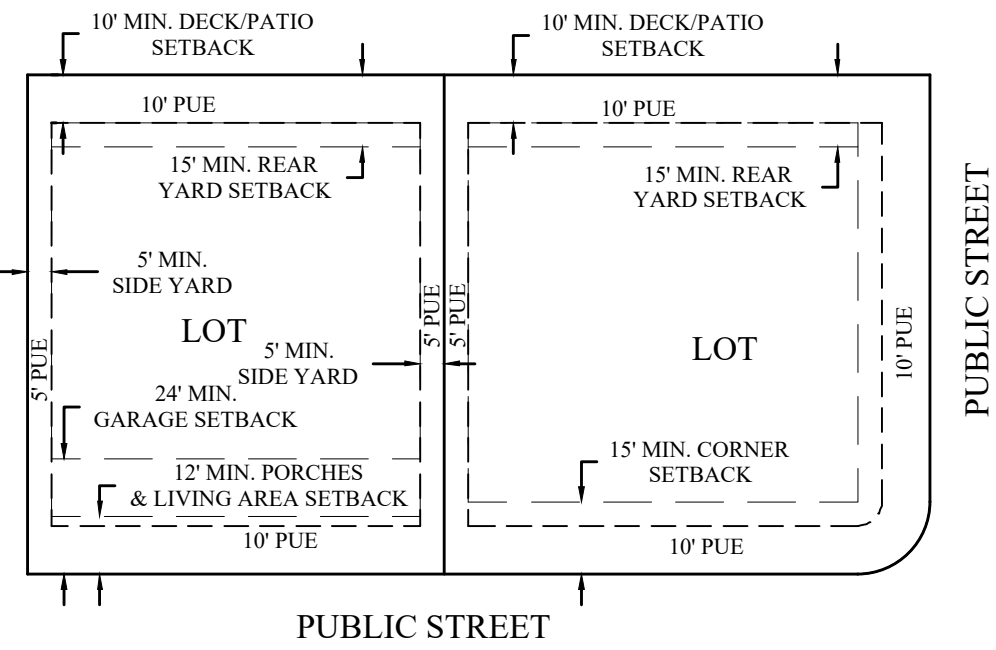 10' MIN. DECK/PATIO
SETBACK
10' MIN. DECK/PATIO
SETBACK
10' PUE
10' PUE
15' MIN. REAR
YARD SETBACK
15' MIN. REAR
YARD SETBACK
5' MIN.
SIDE YARD
LOT
5' MIN.
SIDE YARD
5' PUE
5' PUE
5' PUE
LOT
10' PUE
PUBLIC STREET
24' MIN.
GARAGE SETBACK
12' MIN. PORCHES
& LIVING AREA SETBACK
15' MIN. CORNER
SETBACK
10' PUE
10' PUE
PUBLIC STREET